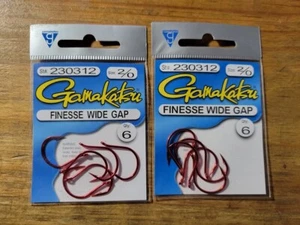 230312 2/0
Gamakatsu
FINESSE WIDE GAP
6
230312 2/0
Gamakatsu
FINESSE WIDE GAP
6